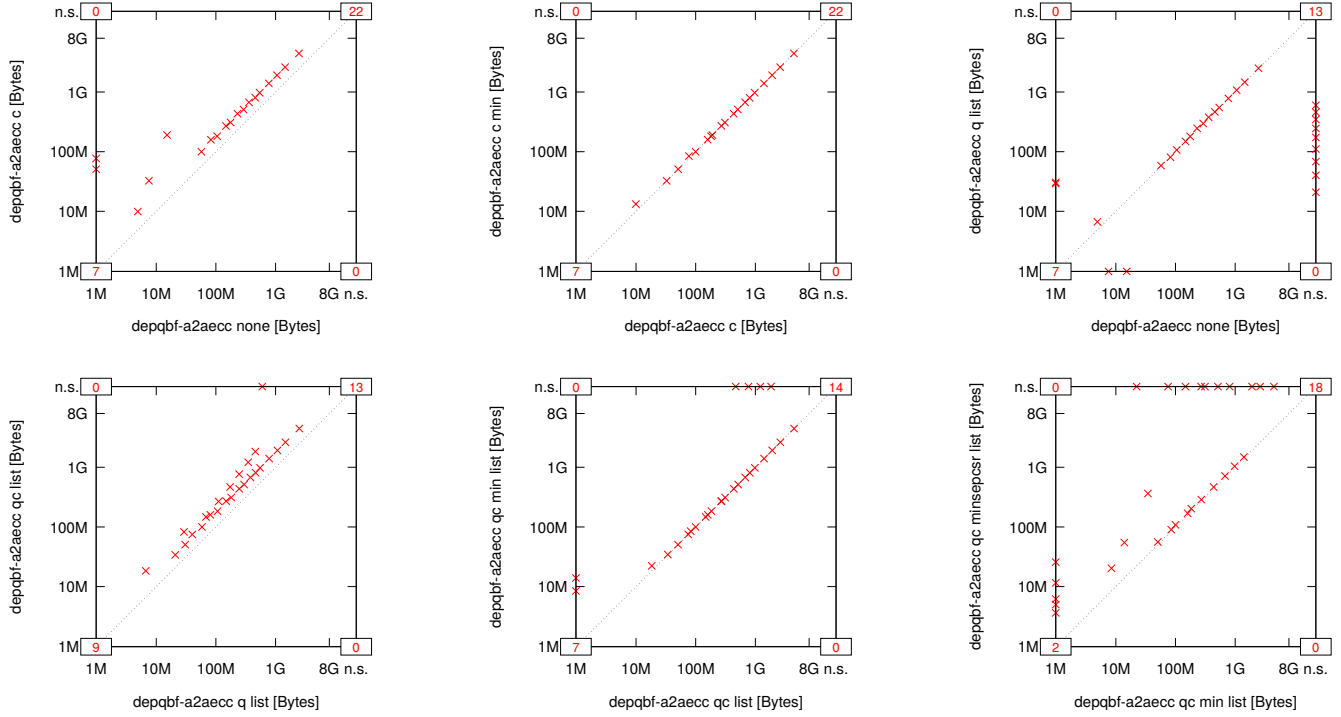 n.s. 0 22
8G
1G
100M
10M
1M 7 0
1M 10M 100M 1G 8G n.s.
depqbf-a2aecc c [Bytes]
depqbf-a2aecc none [Bytes]
n.s. 0 22
8G
1G
100M
10M
1M 7 0
1M 10M 100M 1G 8G n.s.
depqbf-a2aecc c min [Bytes]
depqbf-a2aecc c [Bytes]
n.s. 0 13
8G
1G
100M
10M
1M 7 0
1M 10M 100M 1G 8G n.s.
depqbf-a2aecc q list [Bytes]
depqbf-a2aecc none [Bytes]
n.s. 0 13
8G
1G
100M
10M
1M 9 0
1M 10M 100M 1G 8G n.s.
depqbf-a2aecc qc list [Bytes]
depqbf-a2aecc q list [Bytes]
n.s. 0 14
8G
1G
100M
10M
1M 7 0
1M 10M 100M 1G 8G n.s.
depqbf-a2aecc qc min list [Bytes]
depqbf-a2aecc qc list [Bytes]
n.s. 0 18
8G
1G
100M
10M
1M 2 0
1M 10M 100M 1G 8G n.s.
depqbf-a2aecc qc minsepcsr list [Bytes]
depqbf-a2aecc qc min list [Bytes]